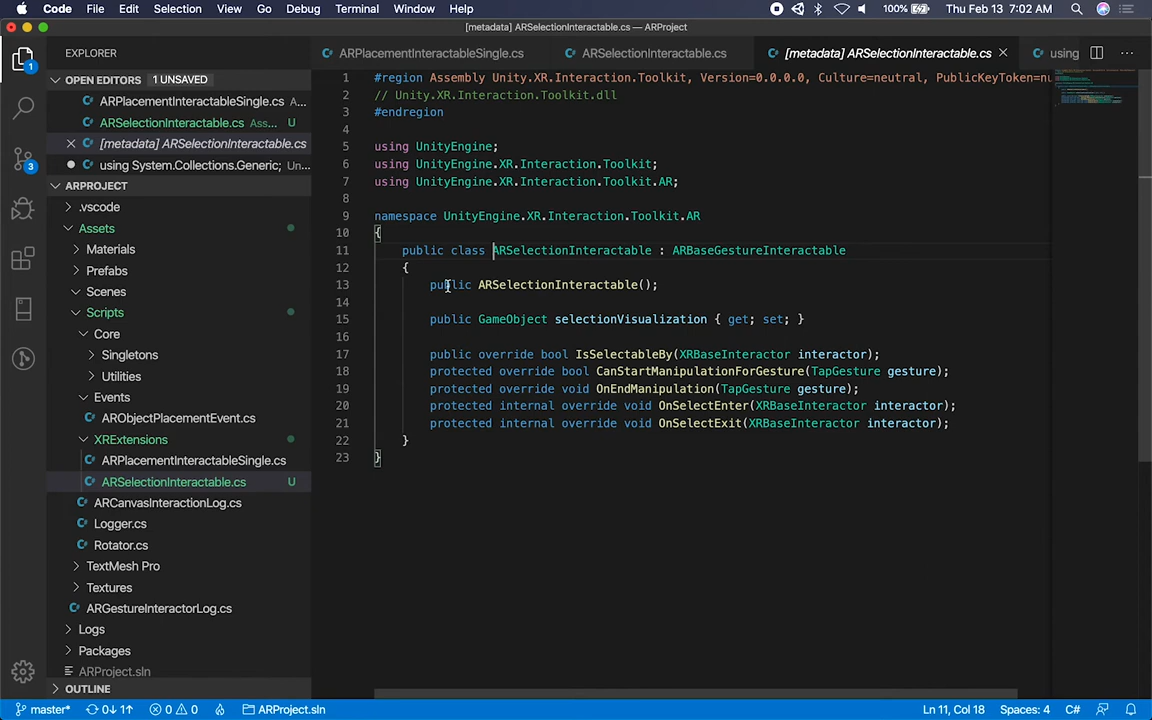 Code File Edit Selection View Go Debug Terminal Window Help 100% Thu Feb 13 7:02 AM
[metadata] ARSelectionInteractable.cs — ARProject
EXPLORER
ARPlacementInteractableSingle.cs ARSelectionInteractable.cs [metadata] ARSelectionInteractable.cs using
OPEN EDITORS 1 UNSAVED
ARPlacementInteractableSingle.cs A...
ARSelectionInteractable.cs Ass... U
[metadata] ARSelectionInteractable.cs
using System.Collections.Generic; Un...
ARPROJECT
.vscode
Assets
Materials
Prefabs
Scenes
Scripts
Core
Singletons
Utilities
Events
ARObjectPlacementEvent.cs
XRExtensions
ARPlacementInteractableSingle.cs
ARSelectionInteractable.cs U
ARCanvasInteractionLog.cs
Logger.cs
Rotator.cs
TextMesh Pro
Textures
ARGestureInteractorLog.cs
Logs
Packages
ARProject.sln
OUTLINE
1
3
1 #region Assembly Unity.XR.Interaction.Toolkit, Version=0.0.0.0, Culture=neutral, PublicKeyToken=nu
2 // Unity.XR.Interaction.Toolkit.dll
3 #endregion
4
5 using UnityEngine;
6 using UnityEngine.XR.Interaction.Toolkit;
7 using UnityEngine.XR.Interaction.Toolkit.AR;
8
9 namespace UnityEngine.XR.Interaction.Toolkit.AR
10 {
11 public class ARSelectionInteractable : ARBaseGestureInteractable
12 {
13 public ARSelectionInteractable();
14
15 public GameObject selectionVisualization { get; set; }
16
17 public override bool IsSelectableBy(XRBaseInteractor interactor);
18 protected override bool CanStartManipulationForGesture(TapGesture gesture);
19 protected override void OnEndManipulation(TapGesture gesture);
20 protected internal override void OnSelectEnter(XRBaseInteractor interactor);
21 protected internal override void OnSelectExit(XRBaseInteractor interactor);
22 }
23 }
master* 0↓ 1↑ 0 0 ARProject.sln Ln 11, Col 18 Spaces: 4 C#